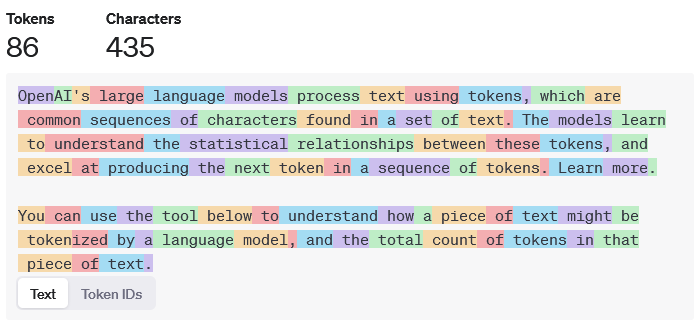 Tokens Characters
86 435
OpenAI's large language models process text using tokens, which are
common sequences of characters found in a set of text. The models learn
to understand the statistical relationships between these tokens, and
excel at producing the next token in a sequence of tokens. Learn more.
You can use the tool below to understand how a piece of text might be
tokenized by a language model, and the total count of tokens in that
piece of text.
Text Token IDs